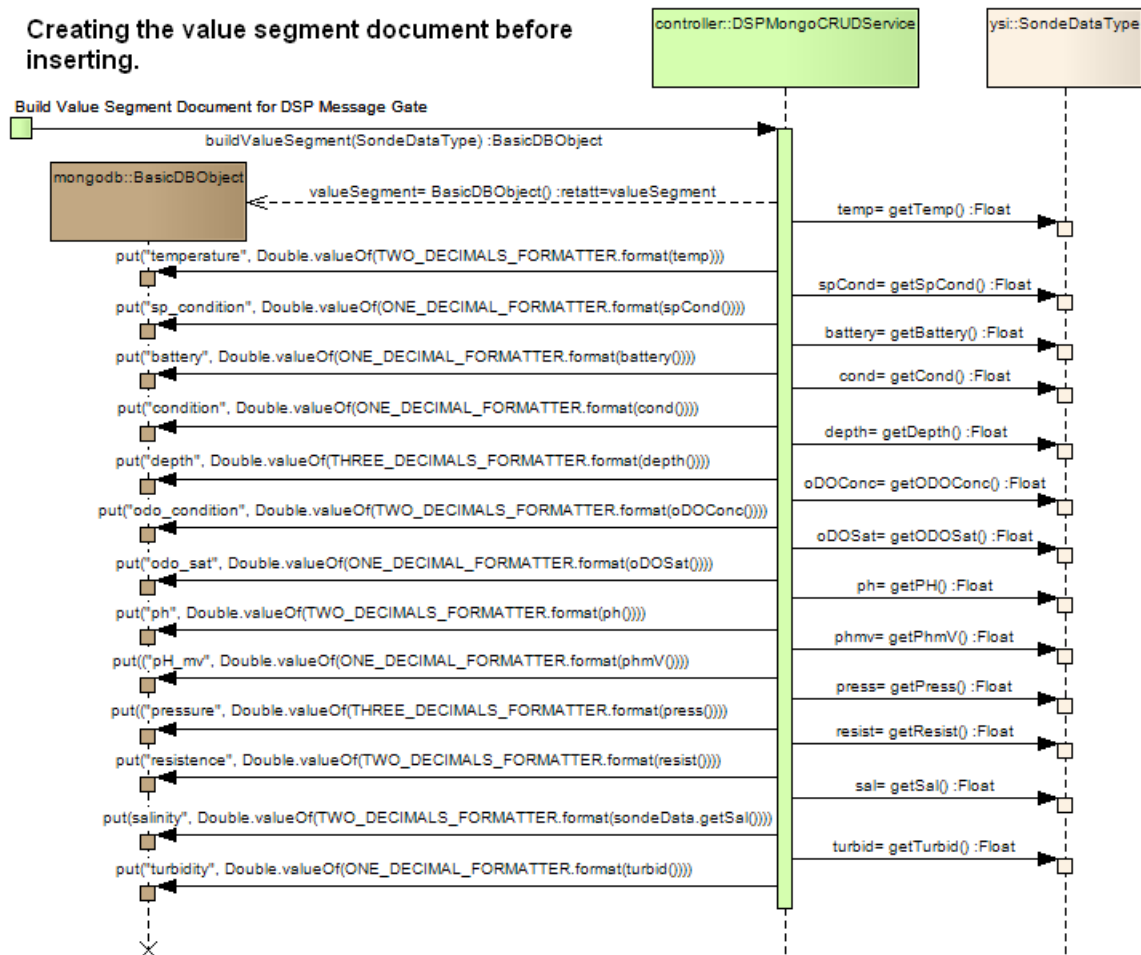 Creating the value segment document before
inserting.
controller::DSPMongoCRUDService
ysi::SondeDataType
Build Value Segment Document for DSP Message Gate
buildValueSegment(SondeDataType) :BasicDBObject
mongodb::BasicDBObject
valueSegment= BasicDBObject() :retatt=valueSegment
temp= getTemp() :Float
put("temperature", Double.valueOf(TWO_DECIMALS_FORMATTER.format(temp)))
spCond= getSpCond() :Float
put("sp_condition", Double.valueOf(ONE_DECIMAL_FORMATTER.format(spCond())))
battery= getBattery() :Float
put("battery", Double.valueOf(ONE_DECIMAL_FORMATTER.format(battery())))
cond= getCond() :Float
put("condition", Double.valueOf(ONE_DECIMAL_FORMATTER.format(cond())))
depth= getDepth() :Float
put("depth", Double.valueOf(THREE_DECIMALS_FORMATTER.format(depth())))
oDOConc= getODOConc() :Float
put("odo_condition", Double.valueOf(TWO_DECIMALS_FORMATTER.format(oDOConc())))
oDOSat= getODOSat() :Float
put("odo_sat", Double.valueOf(ONE_DECIMAL_FORMATTER.format(oDOSat())))
ph= getPH() :Float
put("ph", Double.valueOf(TWO_DECIMALS_FORMATTER.format(ph())))
phmv= getPhmV() :Float
put(("pH_mv", Double.valueOf(ONE_DECIMAL_FORMATTER.format(phmV())))
press= getPress() :Float
put(("pressure", Double.valueOf(THREE_DECIMALS_FORMATTER.format(press())))
resist= getResist() :Float
put("resistence", Double.valueOf(TWO_DECIMALS_FORMATTER.format(resist())))
sal= getSal() :Float
put(salinity", Double.valueOf(TWO_DECIMALS_FORMATTER.format(sondeData.getSal())))
turbid= getTurbid() :Float
put("turbidity", Double.valueOf(ONE_DECIMAL_FORMATTER.format(turbid())))